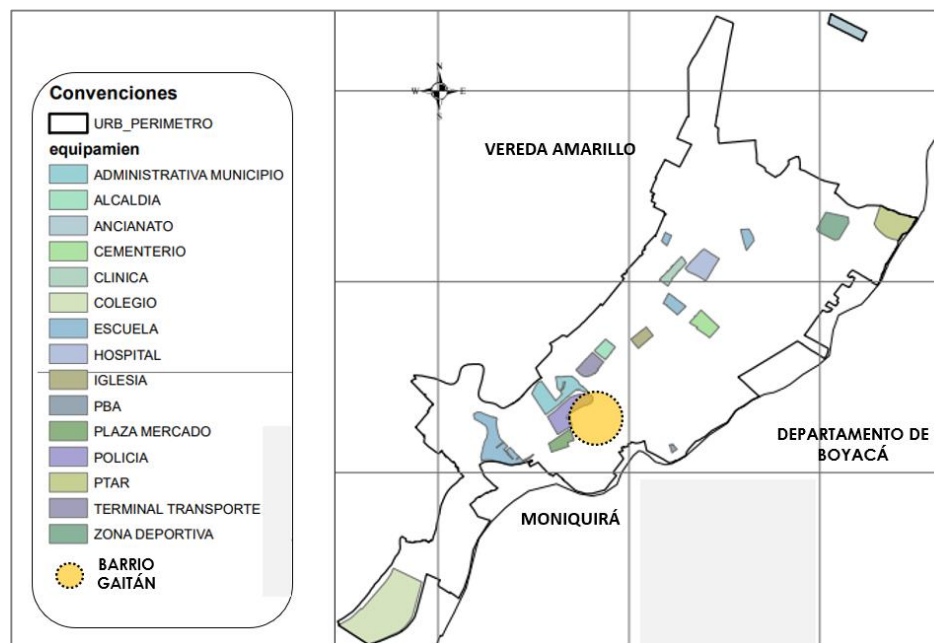 Convenciones
URB_PERIMETRO
equipamien
ADMINISTRATIVA MUNICIPIO
ALCALDIA
ANCIANATO
CEMENTERIO
CLINICA
COLEGIO
ESCUELA
HOSPITAL
IGLESIA
PBA
PLAZA MERCADO
POLICIA
PTAR
TERMINAL TRANSPORTE
ZONA DEPORTIVA
BARRIO
GAITÁN
N
W
E
S
VEREDA AMARILLO
DEPARTAMENTO DE
BOYACÁ
MONIQUIRÁ